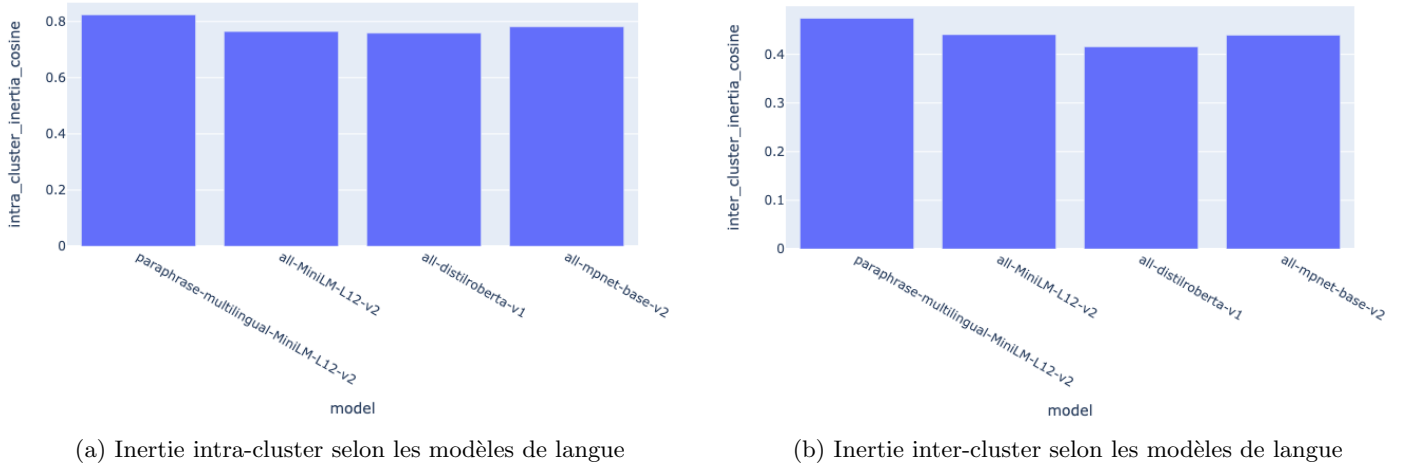 intra_cluster_inertia_cosine
0.8
0.6
0.4
0.2
0
paraphrase-multilingual-MiniLM-L12-v2
all-MiniLM-L12-v2
all-distilroberta-v1
all-mpnet-base-v2
model
(a) Inertie intra-cluster selon les modèles de langue
inter_cluster_inertia_cosine
0.4
0.3
0.2
0.1
0
paraphrase-multilingual-MiniLM-L12-v2
all-MiniLM-L12-v2
all-distilroberta-v1
all-mpnet-base-v2
model
(b) Inertie inter-cluster selon les modèles de langue